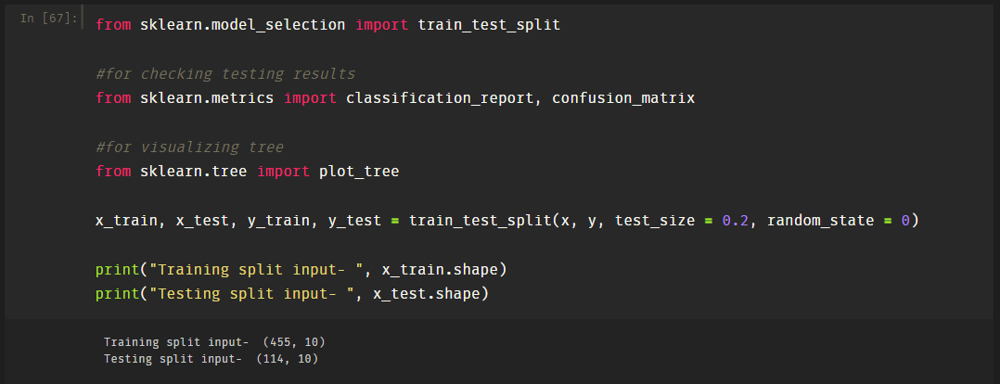 In [67]:
from sklearn.model_selection import train_test_split
#for checking testing results
from sklearn.metrics import classification_report, confusion_matrix
#for visualizing tree
from sklearn.tree import plot_tree
x_train, x_test, y_train, y_test = train_test_split(x, y, test_size = 0.2, random_state = 0)
print("Training split input- ", x_train.shape)
print("Testing split input- ", x_test.shape)
Training split input-  (455, 10)
Testing split input-  (114, 10)